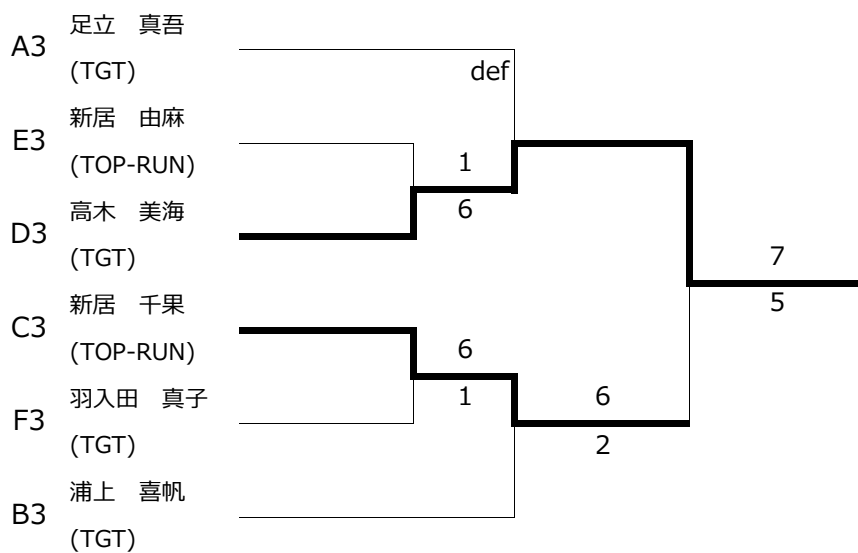 A3
足立　真吾
(TGT)
def
E3
新居　由麻
(TOP-RUN)
1
6
D3
高木　美海
(TGT)
7
5
C3
新居　千果
(TOP-RUN)
6
1
F3
羽入田　真子
(TGT)
6
2
B3
浦上　喜帆
(TGT)